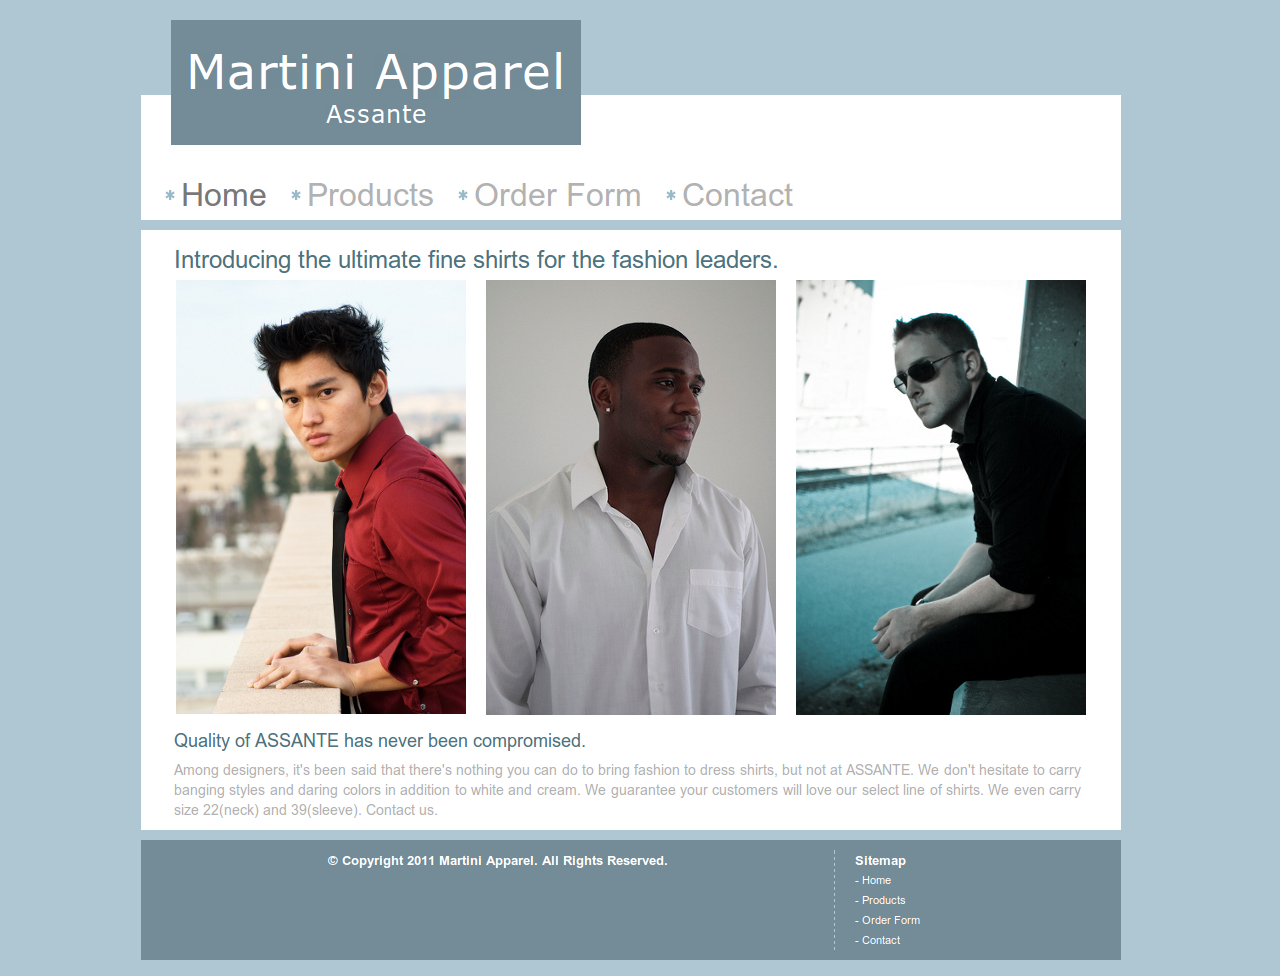 Martini Apparel
Assante
Home Products Order Form Contact
Introducing the ultimate fine shirts for the fashion leaders.
Quality of ASSANTE has never been compromised.
Among designers, it's been said that there's nothing you can do to bring fashion to dress shirts, but not at ASSANTE. We don't hesitate to carry
banging styles and daring colors in addition to white and cream. We guarantee your customers will love our select line of shirts. We even carry
size 22(neck) and 39(sleeve). Contact us.
© Copyright 2011 Martini Apparel. All Rights Reserved.
Sitemap
- Home
- Products
- Order Form
- Contact